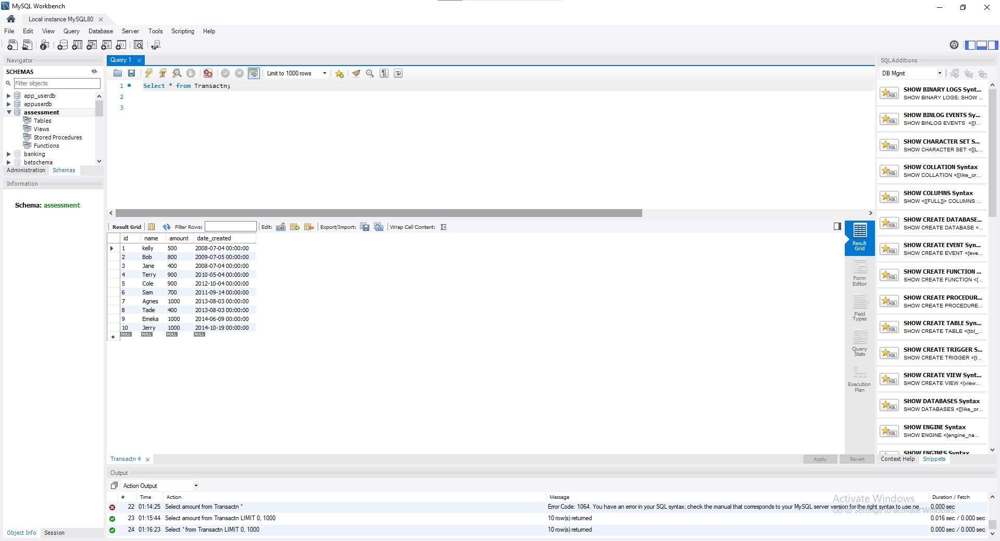 MySQL Workbench
Local instance MySQL80
File Edit View Query Database Server Tools Scripting Help
Navigator
SCHEMAS
Filter objects
app_userdb
appuserdb
assessment
Tables
Views
Stored Procedures
Functions
banking
betschema
Administration Schemas
Information
Schema: assessment
Object Info Session
Query 1
Limit to 1000 rows
1 Select * from Transactn;
2
3
Result Grid Filter Rows: Edit: Export/Import: Wrap Cell Content:
id name amount date_created
1 kelly 500 2008-07-04 00:00:00
2 Bob 800 2009-07-05 00:00:00
3 Jane 400 2008-07-04 00:00:00
4 Terry 900 2010-05-04 00:00:00
5 Cole 900 2012-10-04 00:00:00
6 Sam 700 2011-09-14 00:00:00
7 Agnes 1000 2013-08-03 00:00:00
8 Tade 400 2013-08-03 00:00:00
9 Emeka 1000 2014-06-09 00:00:00
10 Jerry 1000 2014-10-19 00:00:00
NULL NULL NULL NULL
Result
Grid
Form
Editor
Field
Types
Query
Stats
Execution
Plan
Transactn 4
Apply Revert
SQLAdditions
DB Mgmt
SHOW BINARY LOGS Synt...
SHOW BINARY LOGS; SHOW ...
SHOW BINLOG EVENTS Sy...
SHOW BINLOG EVENTS <{[I...
SHOW CHARACTER SET S...
SHOW CHARACTER SET <{[L...
SHOW COLLATION Syntax
SHOW COLLATION <{[like_or...
SHOW COLUMNS Syntax
SHOW <{[FULL]}> COLUMNS ...
SHOW CREATE DATABASE...
SHOW CREATE DATABASE <...
SHOW CREATE EVENT Syn...
SHOW CREATE EVENT <{eve...
SHOW CREATE FUNCTION ...
SHOW CREATE FUNCTION <{...
SHOW CREATE PROCEDUR...
SHOW CREATE PROCEDURE...
SHOW CREATE TABLE Syn...
SHOW CREATE TABLE <{tbl_...
SHOW CREATE TRIGGER S...
SHOW CREATE TRIGGER <{t...
SHOW CREATE VIEW Synt...
SHOW CREATE VIEW <{view...
SHOW DATABASES Syntax
SHOW DATABASES <{[like_or...
SHOW ENGINE Syntax
SHOW ENGINE <{engine_na...
SHOW ENGINES Syntax
Context Help Snippets
Output
Action Output
# Time Action Message Duration / Fetch
22 01:14:25 Select amount from Transactn * Error Code: 1064. You have an error in your SQL syntax; check the manual that corresponds to your MySQL server version for the right syntax to use ne... 0.000 sec
23 01:15:44 Select amount from Transactn LIMIT 0, 1000 10 row(s) returned 0.016 sec / 0.000 sec
24 01:16:23 Select * from Transactn LIMIT 0, 1000 10 row(s) returned 0.000 sec / 0.000 sec
Activate Windows
Go to Settings to activate Windows.